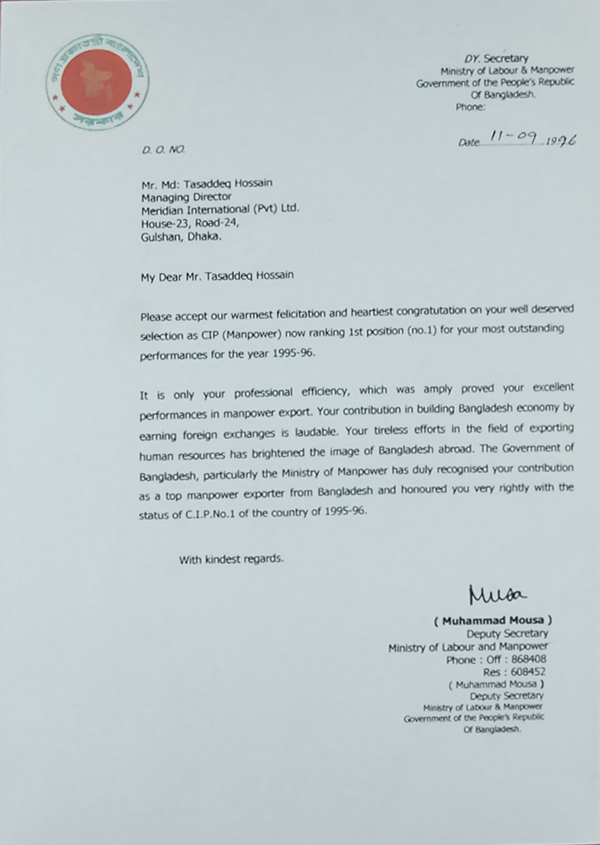 গণপ্রজাতন্ত্রী বাংলাদেশ
সরকার
DY. Secretary
Ministry of Labour & Manpower
Government of the People's Republic
Of Bangladesh.
Phone:
Date 11-09 1996
D. O. NO.
Mr. Md: Tasaddeq Hossain
Managing Director
Meridian International (Pvt) Ltd.
House-23, Road-24,
Gulshan, Dhaka.
My Dear Mr. Tasaddeq Hossain
Please accept our warmest felicitation and heartiest congratutation on your well deserved
selection as CIP (Manpower) now ranking 1st position (no.1) for your most outstanding
performances for the year 1995-96.
It is only your professional efficiency, which was amply proved your excellent
performances in manpower export. Your contribution in building Bangladesh economy by
earning foreign exchanges is laudable. Your tireless efforts in the field of exporting
human resources has brightened the image of Bangladesh abroad. The Government of
Bangladesh, particularly the Ministry of Manpower has duly recognised your contribution
as a top manpower exporter from Bangladesh and honoured you very rightly with the
status of C.I.P.No.1 of the country of 1995-96.
With kindest regards.
Musa
( Muhammad Mousa )
Deputy Secretary
Ministry of Labour and Manpower
Phone : Off : 868408
Res : 608452
( Muhammad Mousa )
Deputy Secretary
Ministry of Labour & Manpower
Government of the People's Republic
Of Bangladesh.